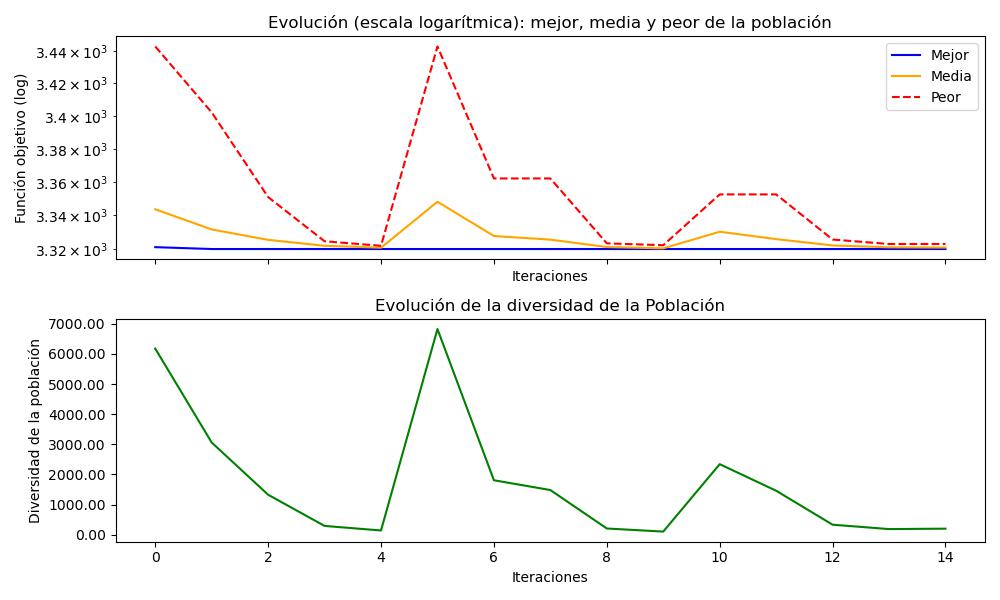 Evolución (escala logarítmica): mejor, media y peor de la población
Función objetivo (log)
3.44 × 10³
3.42 × 10³
3.4 × 10³
3.38 × 10³
3.36 × 10³
3.34 × 10³
3.32 × 10³
Mejor
Media
Peor
Iteraciones
Evolución de la diversidad de la Población
Diversidad de la población
7000.00
6000.00
5000.00
4000.00
3000.00
2000.00
1000.00
0.00
0 2 4 6 8 10 12 14
Iteraciones